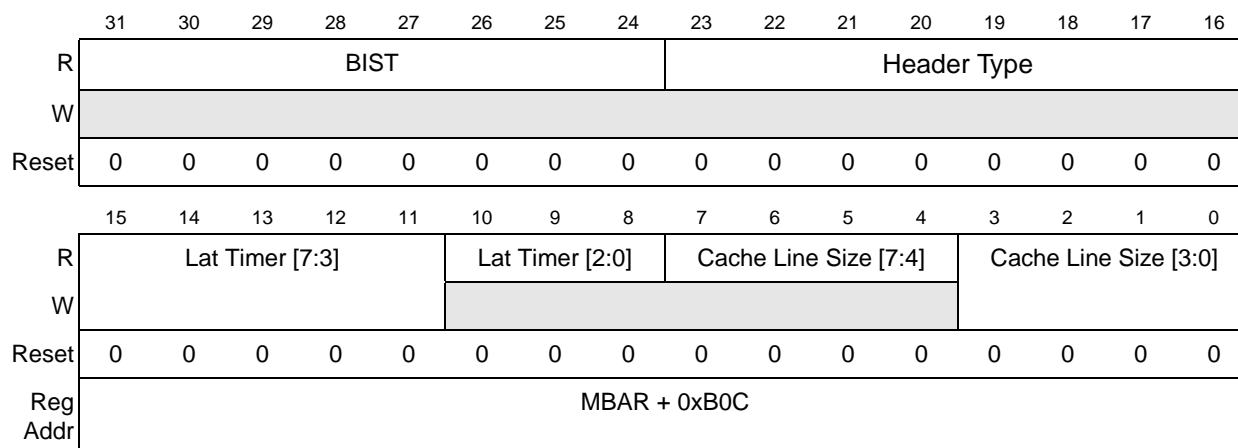 31 30 29 28 27 26 25 24 23 22 21 20 19 18 17 16
R BIST Header Type
W
Reset 0 0 0 0 0 0 0 0 0 0 0 0 0 0 0 0
15 14 13 12 11 10 9 8 7 6 5 4 3 2 1 0
R Lat Timer [7:3] Lat Timer [2:0] Cache Line Size [7:4] Cache Line Size [3:0]
W
Reset 0 0 0 0 0 0 0 0 0 0 0 0 0 0 0 0
Reg MBAR + 0xB0C
Addr